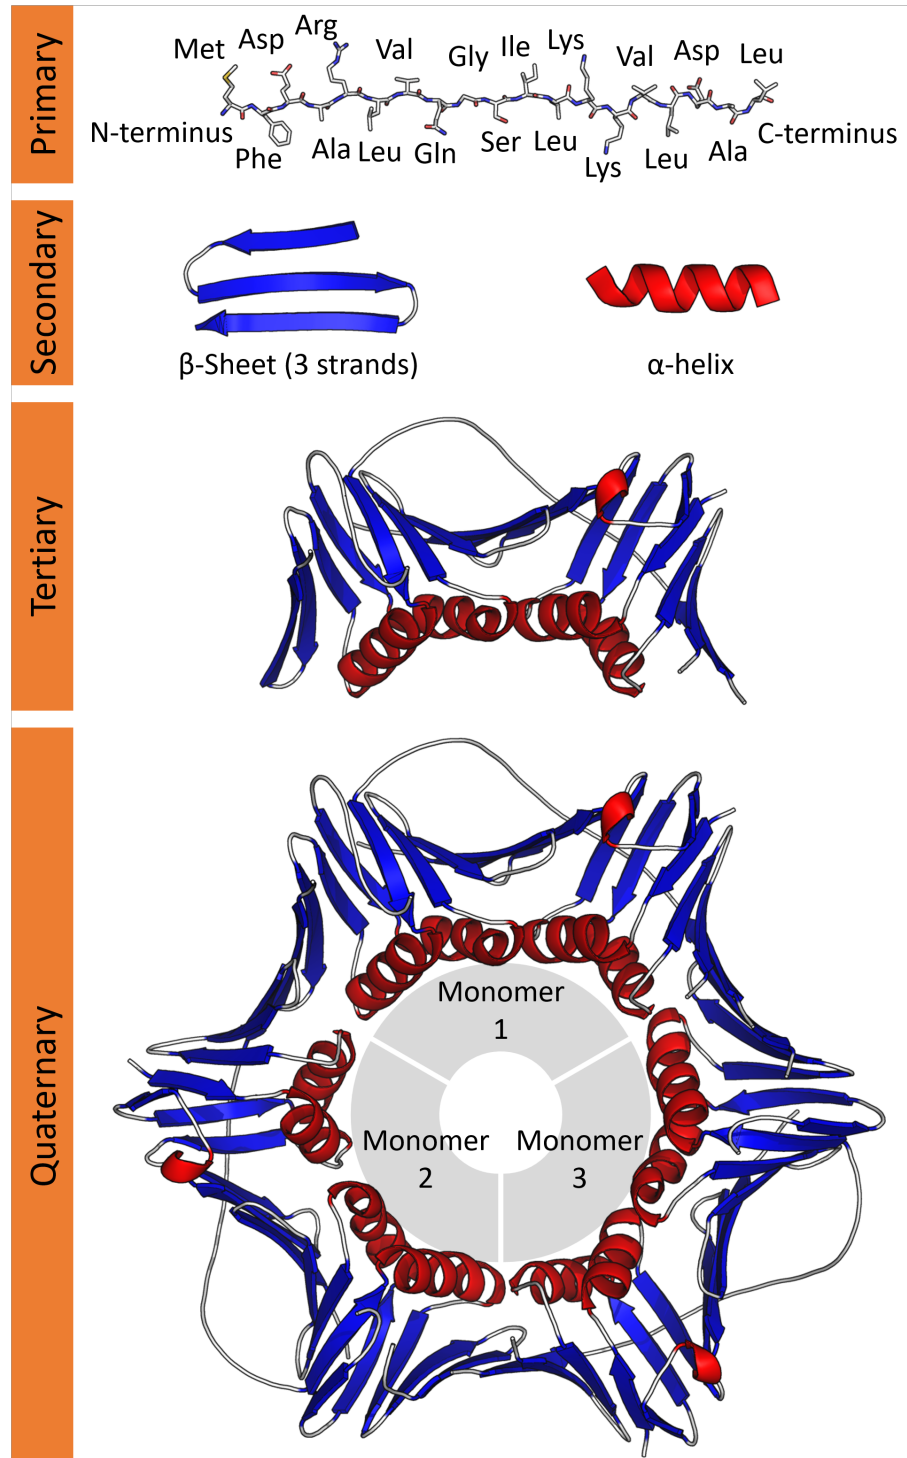 Primary
Met Asp Arg Val Gly Ile Lys Val Asp Leu
N-terminus C-terminus
Phe Ala Leu Gln Ser Leu Lys Leu Ala
Secondary
β-Sheet (3 strands)
α-helix
Tertiary
Quaternary
Monomer
1
Monomer
2
Monomer
3